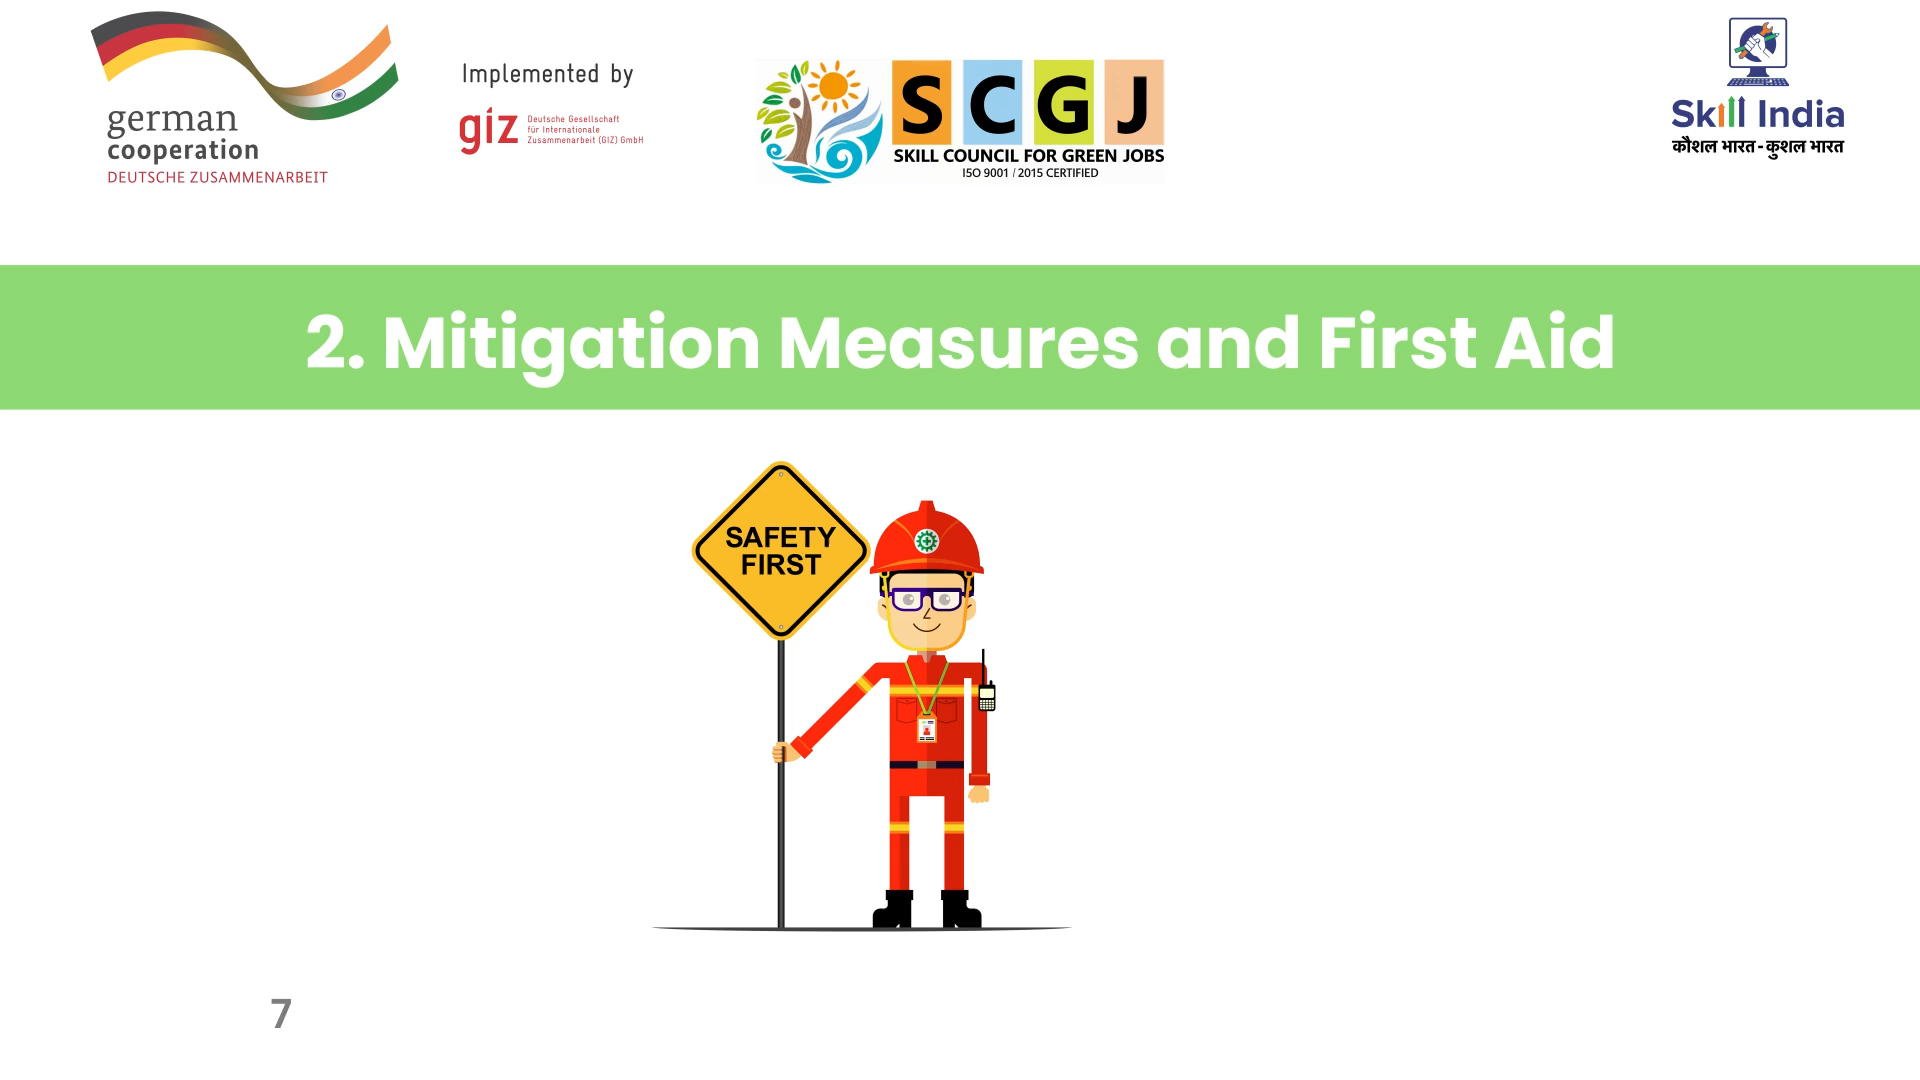 german
cooperation
DEUTSCHE ZUSAMMENARBEIT
Implemented by
giz
Deutsche Gesellschaft
für Internationale
Zusammenarbeit (GIZ) GmbH
S C G J
SKILL COUNCIL FOR GREEN JOBS
ISO 9001 / 2015 CERTIFIED
Skill India
कौशल भारत-कुशल भारत
2. Mitigation Measures and First Aid
SAFETY
FIRST
7